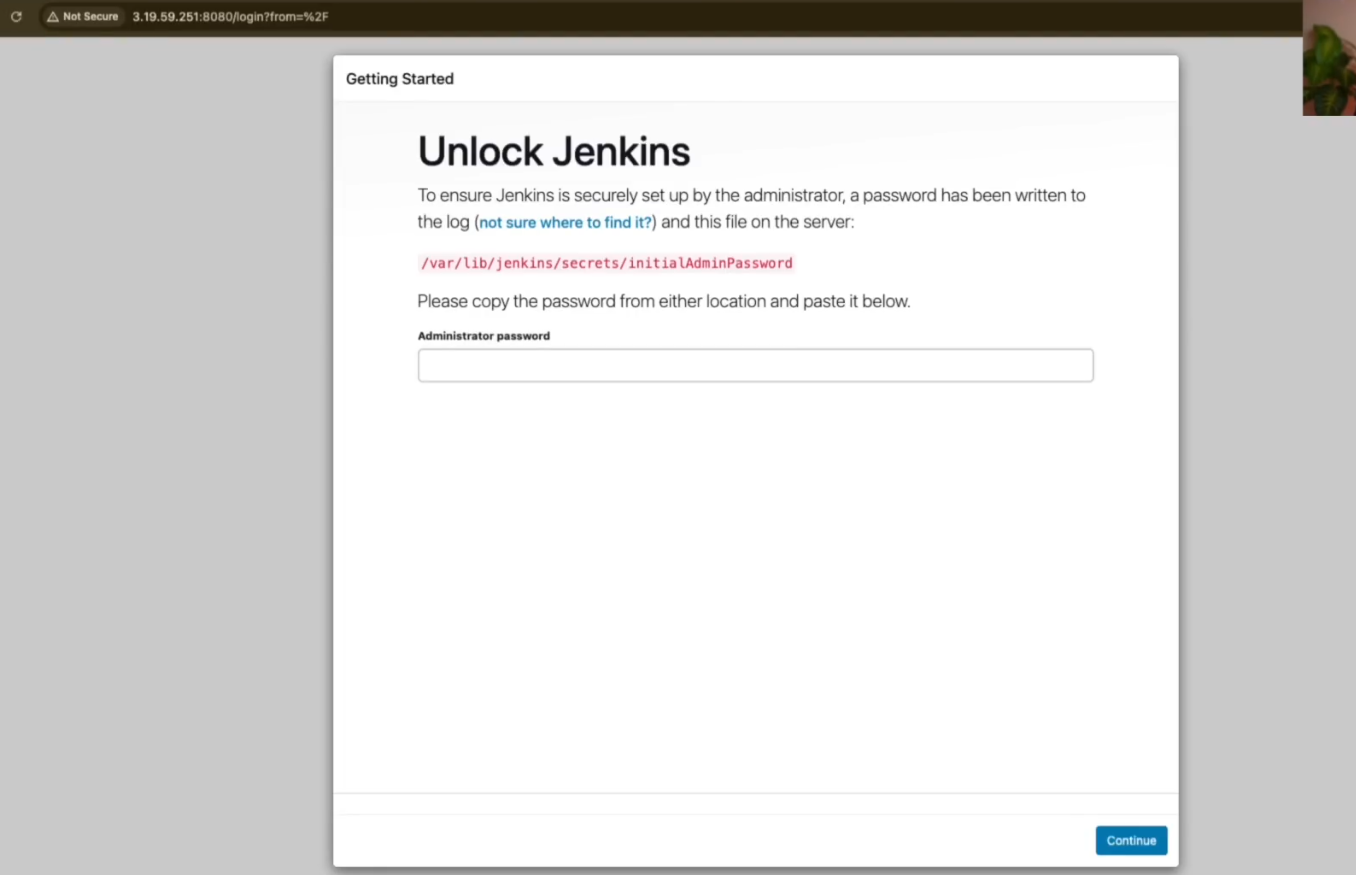 Not Secure 3.19.59.251:8080/login?from=%2F
Getting Started
Unlock Jenkins
To ensure Jenkins is securely set up by the administrator, a password has been written to
the log (not sure where to find it?) and this file on the server:
/var/lib/jenkins/secrets/initialAdminPassword
Please copy the password from either location and paste it below.
Administrator password
Continue